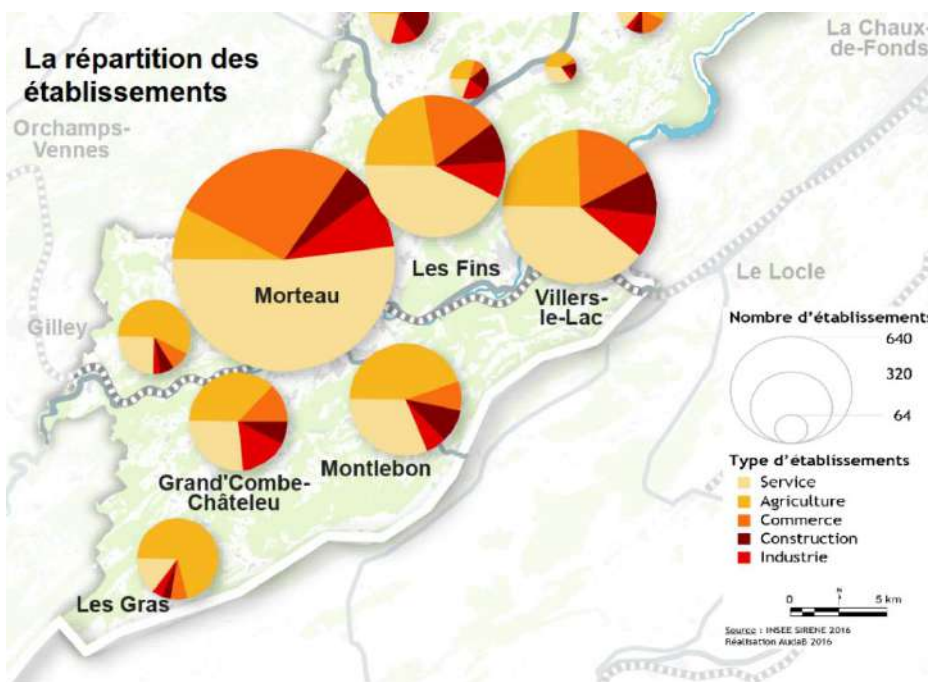 La répartition des
établissements
La Chaux-
de-Fonds
Orchamps-
Vennes
Les Fins
Morteau
Villers-
le-Lac
Le Locle
Gilley
Grand'Combe-
Châteleu
Montlebon
Les Gras
Nombre d'établissements
640
320
64
Type d'établissements
Service
Agriculture
Commerce
Construction
Industrie
N
0 5 km
Source : INSEE SIRENE 2016
Réalisation AudaB 2016